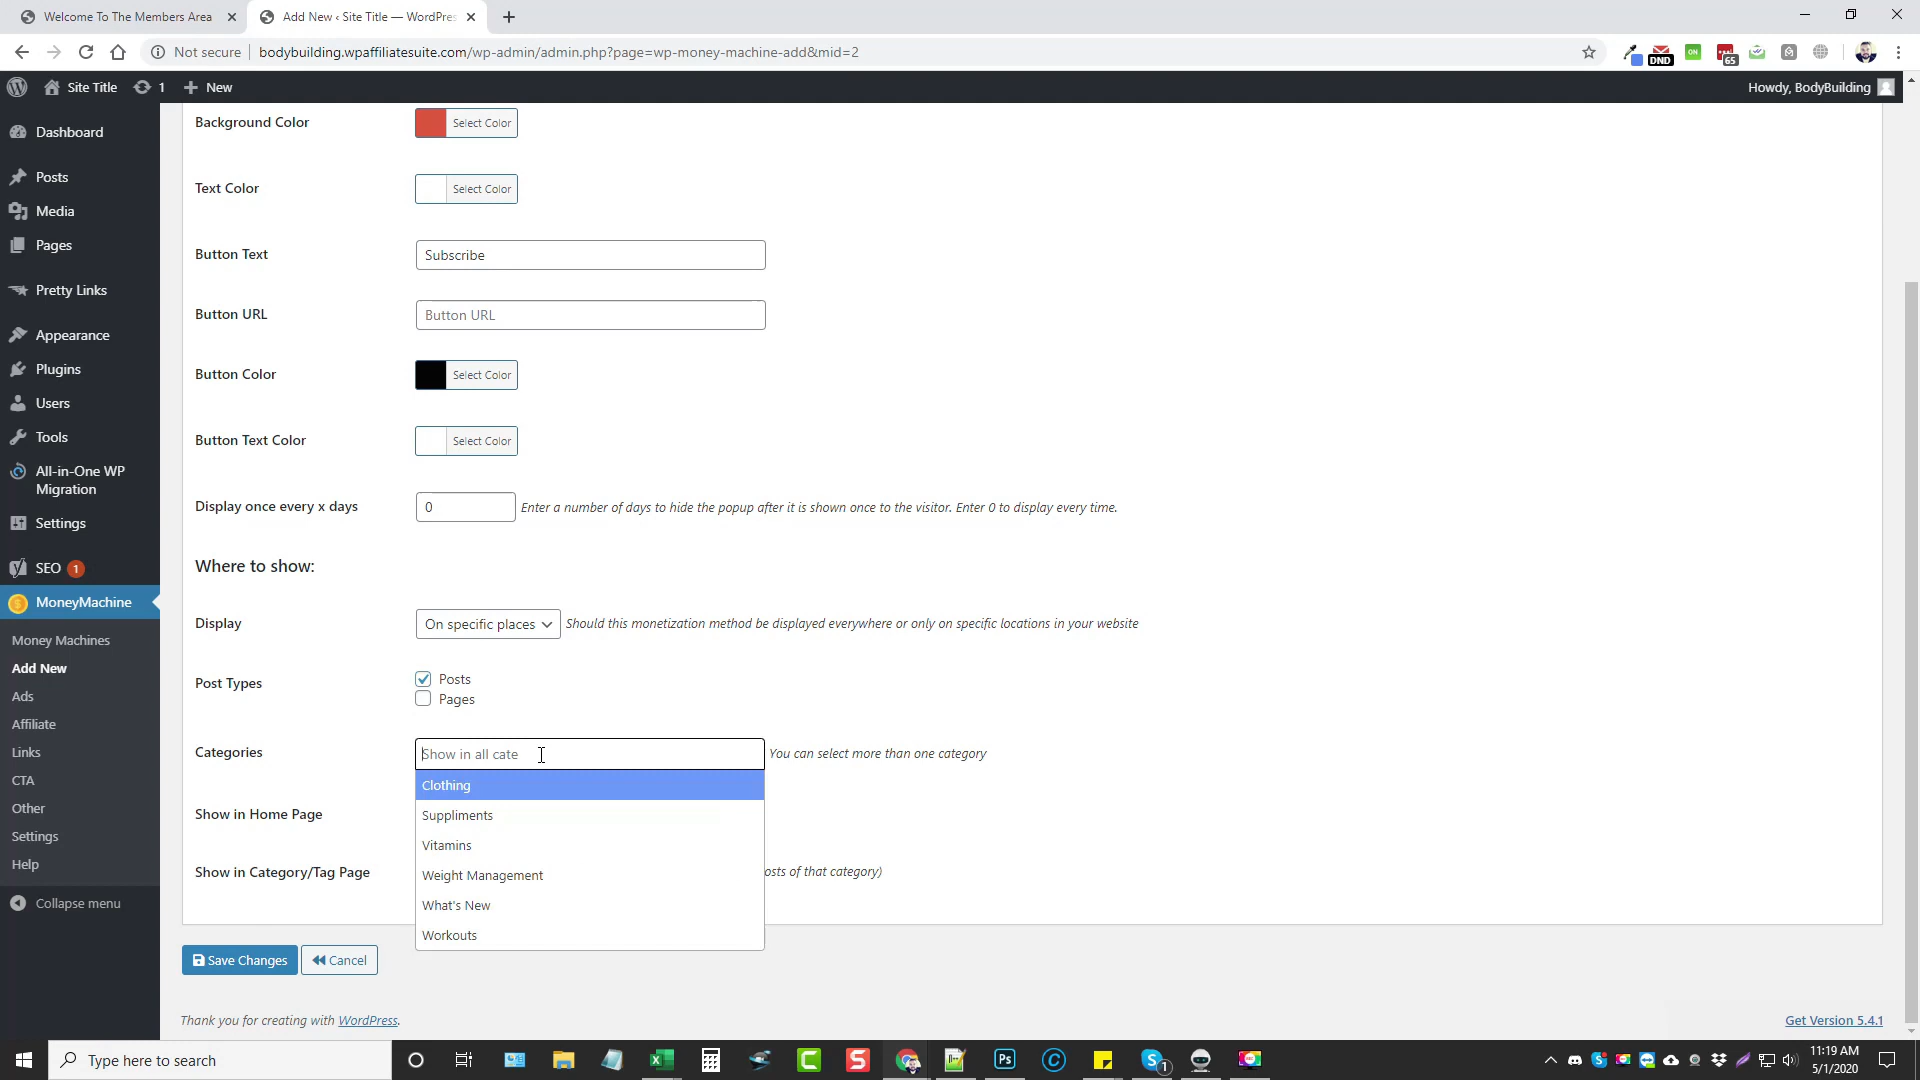 Welcome To The Members Area
Add New ‹ Site Title — WordPres
Not secure
bodybuilding.wpaffiliatesuite.com/wp-admin/admin.php?page=wp-money-machine-add&mid=2
DND
ON
65
Site Title
1
New
Howdy, BodyBuilding
Dashboard
Posts
Media
Pages
Pretty Links
Appearance
Plugins
Users
Tools
All-in-One WP
Migration
Settings
SEO 1
MoneyMachine
Money Machines
Add New
Ads
Affiliate
Links
CTA
Other
Settings
Help
Collapse menu
Background Color
Select Color
Text Color
Select Color
Button Text
Subscribe
Button URL
Button URL
Button Color
Select Color
Button Text Color
Select Color
Display once every x days
0
Enter a number of days to hide the popup after it is shown once to the visitor. Enter 0 to display every time.
Where to show:
Display
On specific places
Should this monetization method be displayed everywhere or only on specific locations in your website
Post Types
Posts
Pages
Categories
Show in all cate
You can select more than one category
Clothing
Suppliments
Vitamins
Weight Management
What's New
Workouts
Show in Home Page
Show in Category/Tag Page
osts of that category)
Save Changes
Cancel
Thank you for creating with WordPress.
Get Version 5.4.1
Type here to search
Ps
1
11:19 AM
5/1/2020